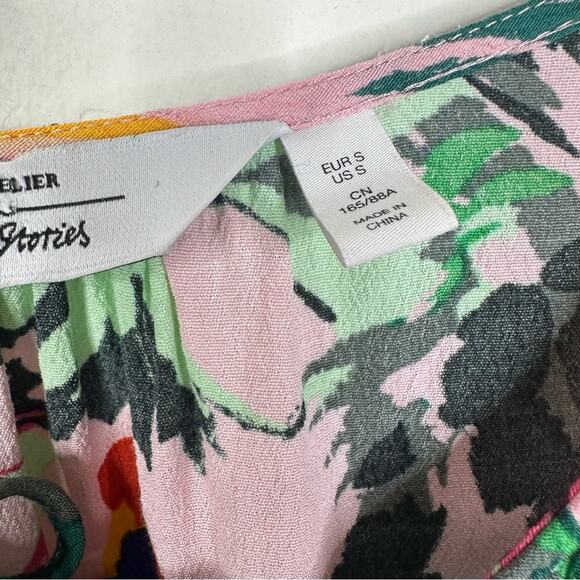 ELIER
Stories
EUR S
US S
CN
165/88A
MADE IN
CHINA